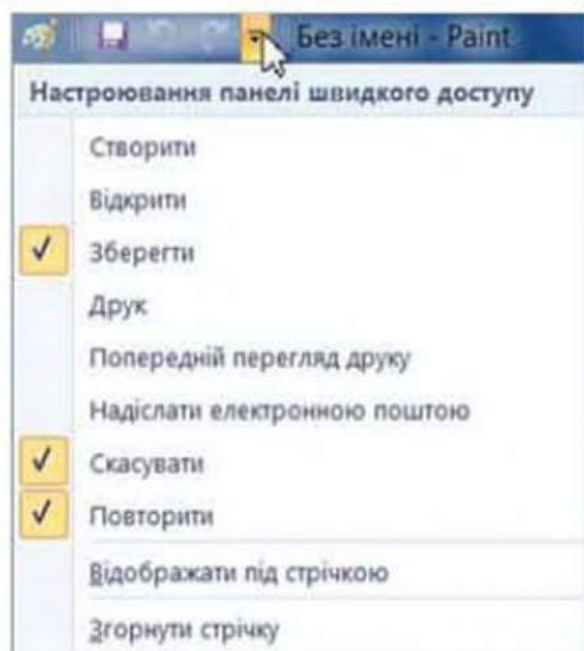 Без імені - Paint
Настроювання панелі швидкого доступу
Створити
Відкрити
Зберегти
Друк
Попередній перегляд друку
Надіслати електронною поштою
Скасувати
Повторити
Відображати під стрічкою
Згорнути стрічку